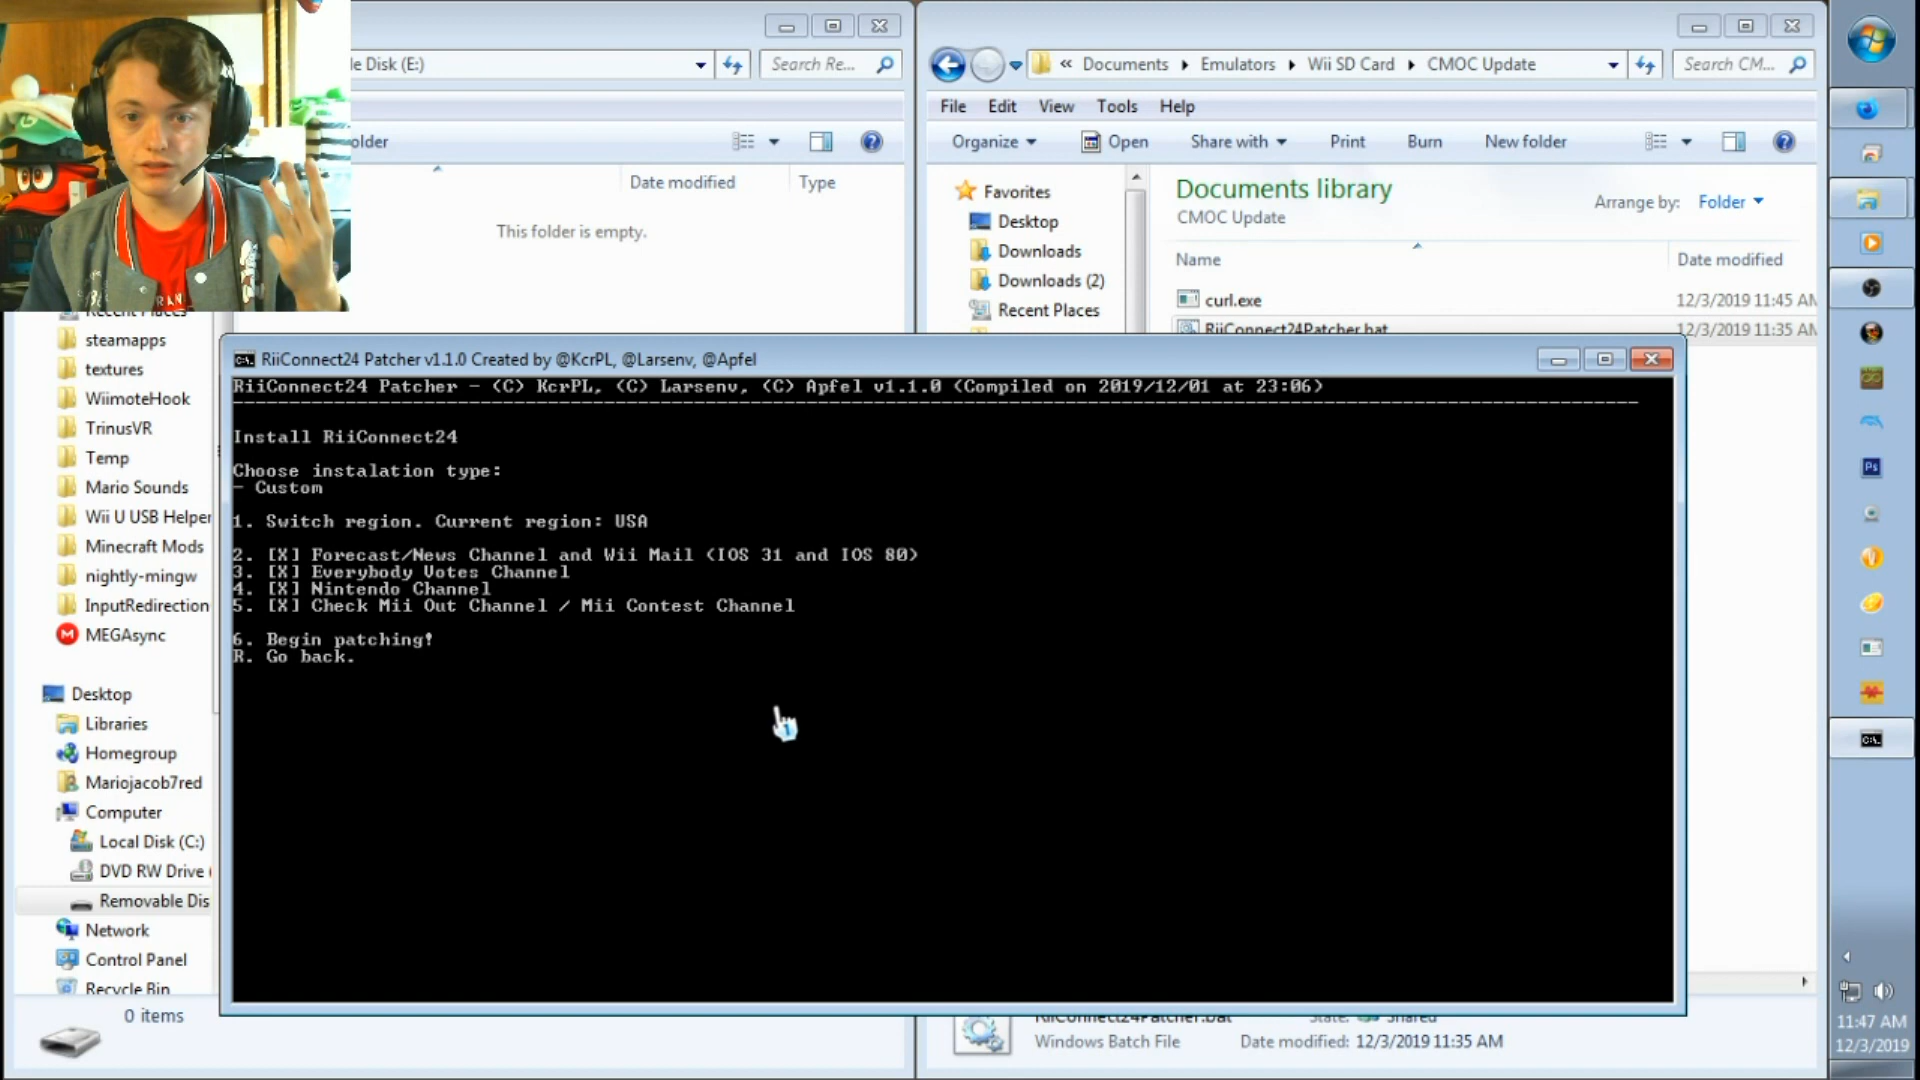 le Disk (E:)
Search Re...
older
Date modified
Type
This folder is empty.
Recent Places
steamapps
textures
WiimoteHook
TrinusVR
Temp
Mario Sounds
Wii U USB Helper
Minecraft Mods
nightly-mingw
InputRedirection
MEGAsync
Desktop
Libraries
Homegroup
Mariojacob7red
Computer
Local Disk (C:)
DVD RW Drive
Removable Dis
Network
Control Panel
Recycle Bin
0 items
« Documents Emulators Wii SD Card CMOC Update
Search CM...
File Edit View Tools Help
Organize Open Share with Print Burn New folder
Favorites
Desktop
Downloads
Downloads (2)
Recent Places
Documents library
CMOC Update
Arrange by: Folder
Name
Date modified
curl.exe
12/3/2019 11:45 AM
RiiConnect24Patcher.bat
12/3/2019 11:35 AM
RiiConnect24 Patcher v1.1.0 Created by @KcrPL, @Larsenv, @Apfel
RiiConnect24 Patcher - (C) KcrPL, (C) Larsenv, (C) Apfel v1.1.0 (Compiled on 2019/12/01 at 23:06)
Install RiiConnect24
Choose instalation type:
- Custom
1. Switch region. Current region: USA
2. [X] Forecast/News Channel and Wii Mail (IOS 31 and IOS 80)
3. [X] Everybody Votes Channel
4. [X] Nintendo Channel
5. [X] Check Mii Out Channel / Mii Contest Channel
6. Begin patching!
R. Go back.
RiiConnect24Patcher.bat
State: Shared
Windows Batch File
Date modified: 12/3/2019 11:35 AM
Ps
11:47 AM
12/3/2019